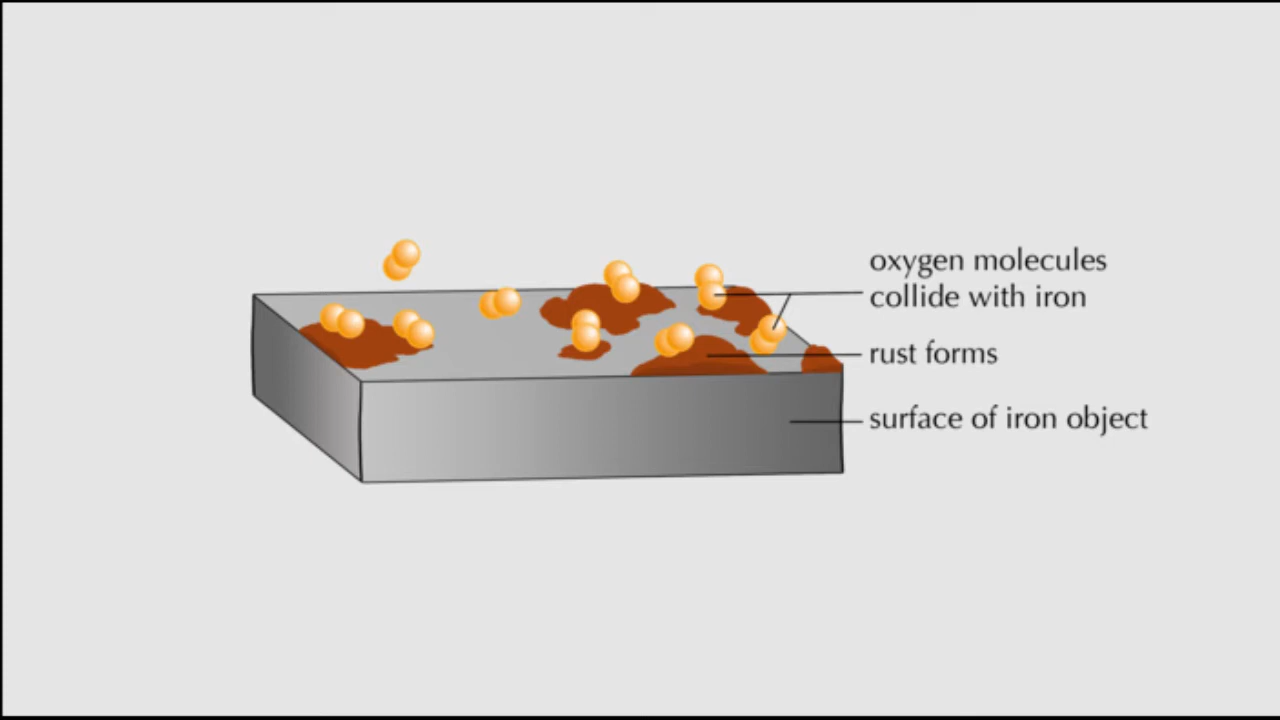 oxygen molecules
collide with iron
rust forms
surface of iron object